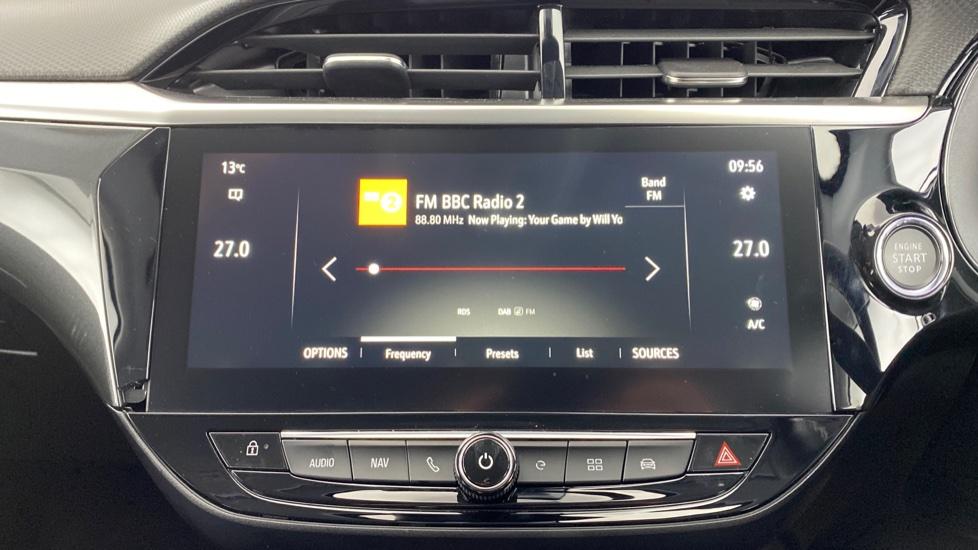 13°C
09:56
2
FM BBC Radio 2
Band
FM
88.80 MHz Now Playing: Your Game by Will Yo
27.0
27.0
ENGINE
START
STOP
RDS
DAB FM
A/C
OPTIONS
Frequency
Presets
List
SOURCES
AUDIO
NAV